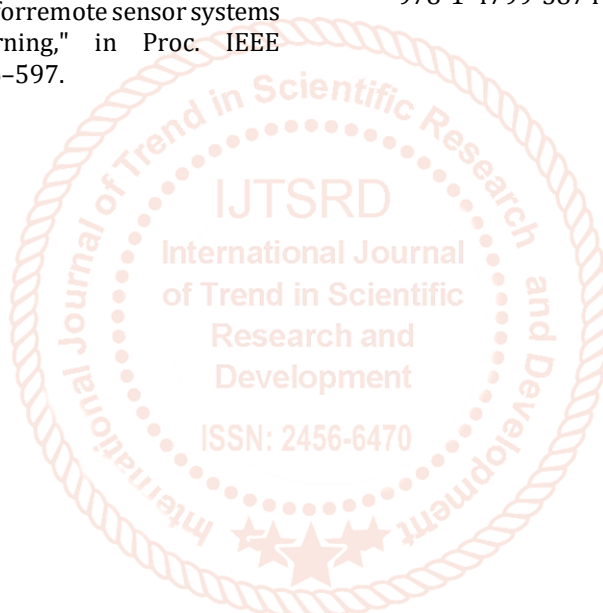 forremote sensor systems
rning," in Proc. IEEE
–597.
International Journal of Trend in Scientific Research and Development
IJTSRD
International Journal
of Trend in Scientific
Research and
Development
ISSN: 2456-6470